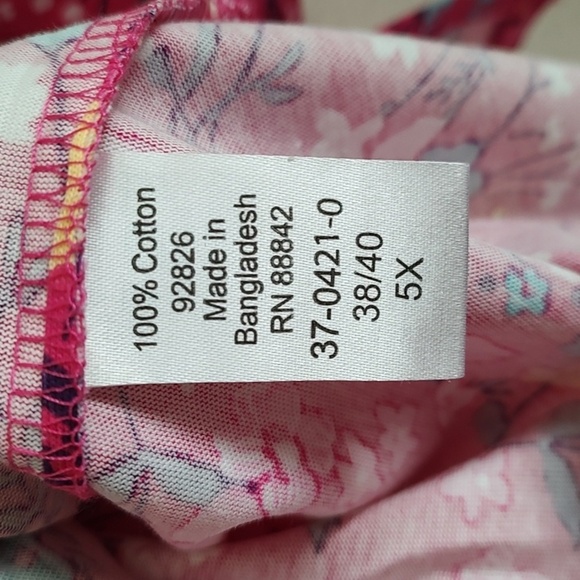 100% Cotton
92826
Made in
Bangladesh
RN 88842
37-0421-0
38/40
5X